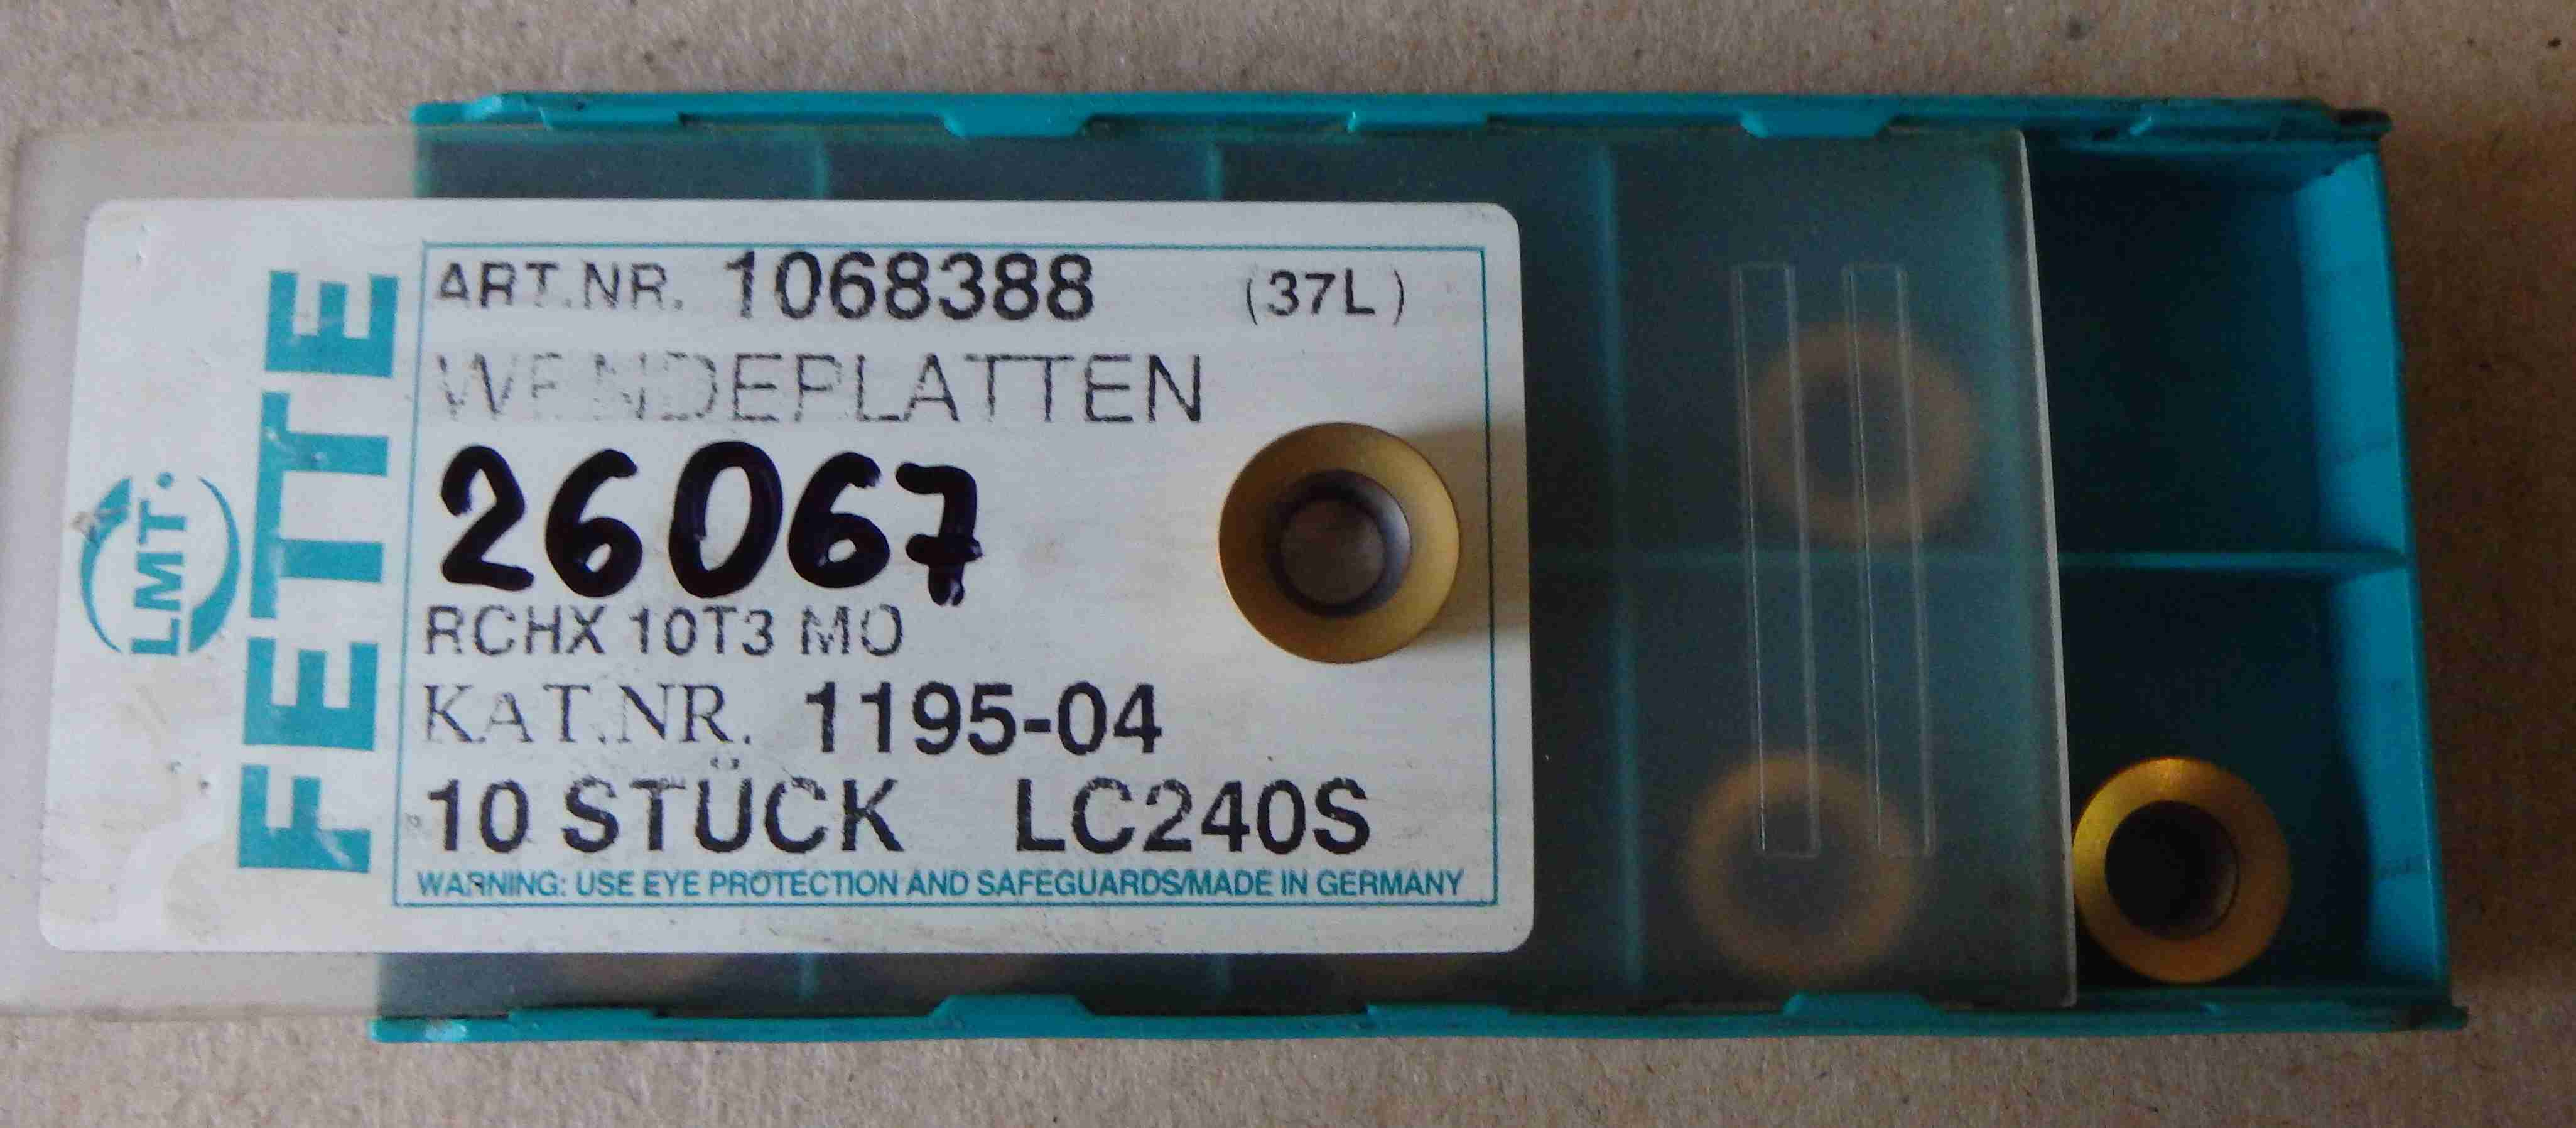 LMT.
FETTE
ART.NR. 1068388 (37L)
WENDEPLATTEN
26067
RCHX 10T3 MO
KAT.NR. 1195-04
10 STÜCK LC240S
WARNING: USE EYE PROTECTION AND SAFEGUARDS/MADE IN GERMANY